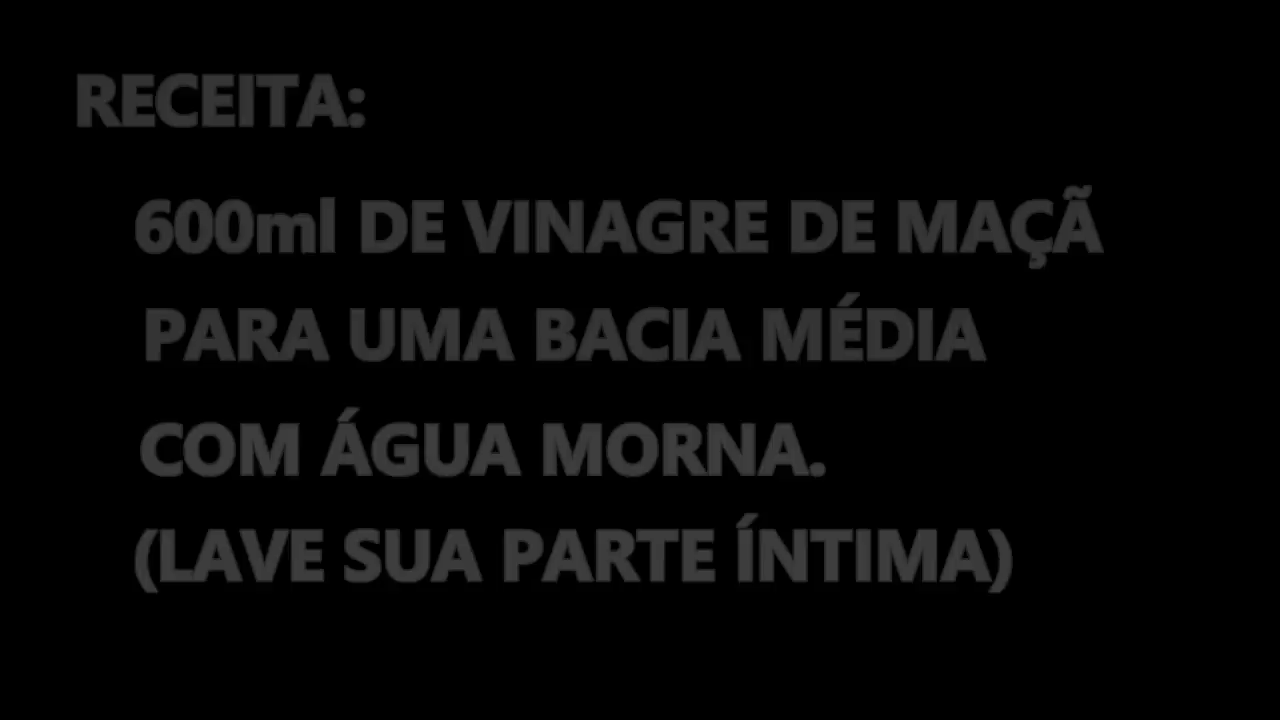 RECEITA:
600ml DE VINAGRE DE MAÇÃ
PARA UMA BACIA MÉDIA
COM ÁGUA MORNA.
(LAVE SUA PARTE ÍNTIMA)